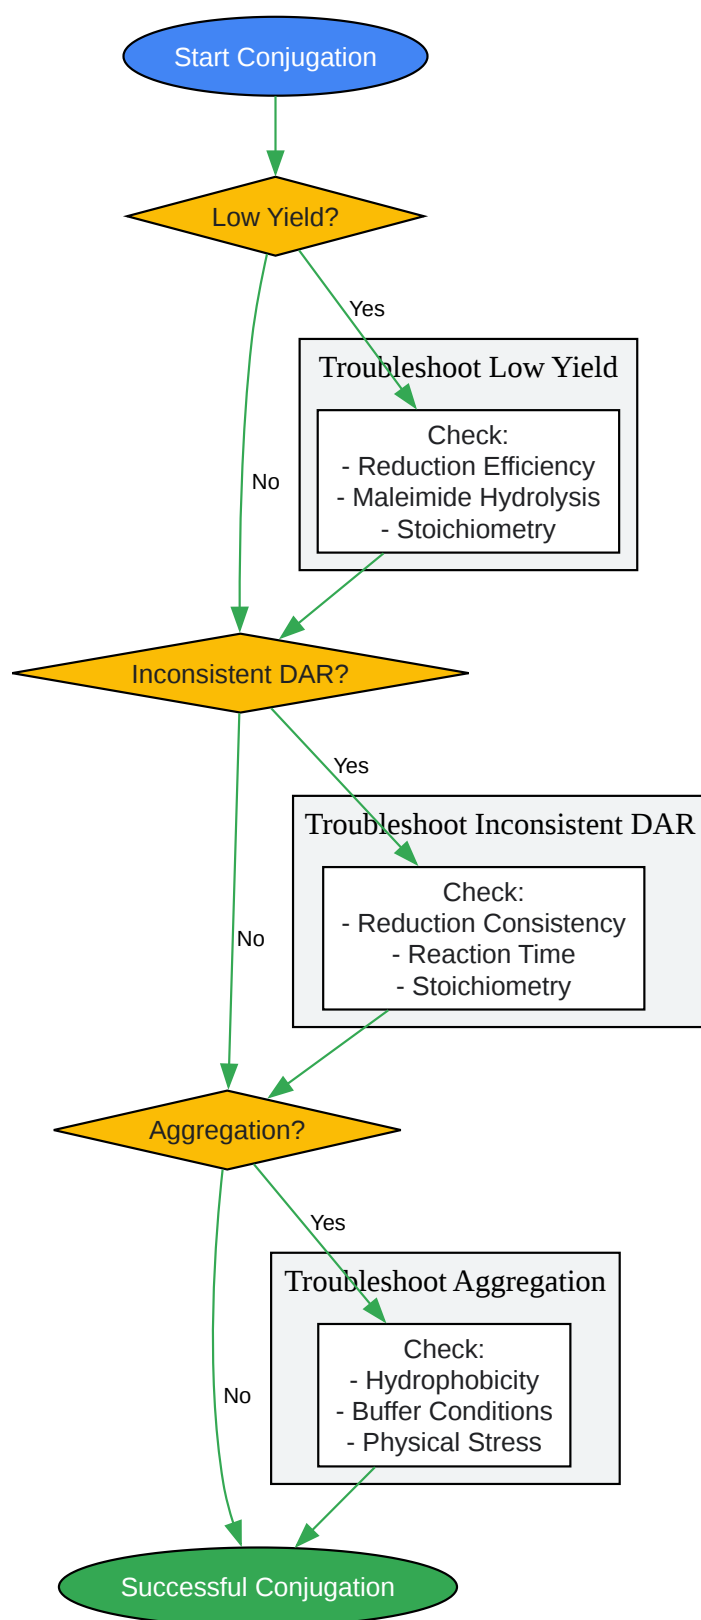 Start Conjugation
Low Yield?
Yes
Troubleshoot Low Yield
Check:
- Reduction Efficiency
- Maleimide Hydrolysis
- Stoichiometry
No
Inconsistent DAR?
Yes
Troubleshoot Inconsistent DAR
Check:
- Reduction Consistency
- Reaction Time
- Stoichiometry
No
Aggregation?
Yes
Troubleshoot Aggregation
Check:
- Hydrophobicity
- Buffer Conditions
- Physical Stress
No
Successful Conjugation